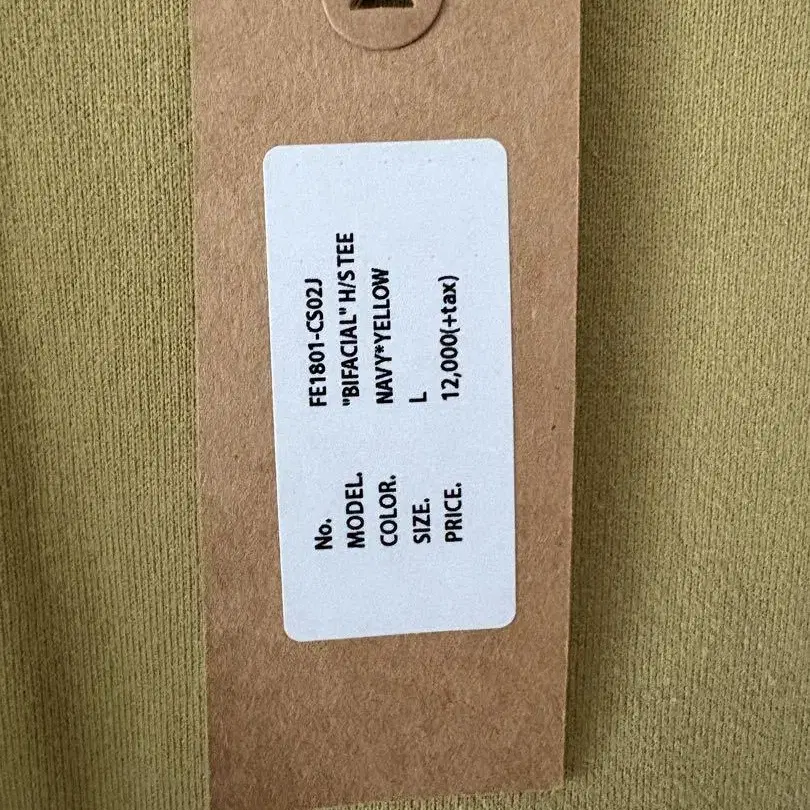 No. FE1801-CS02J
MODEL. "BIFACIAL" H/S TEE
COLOR. NAVY*YELLOW
SIZE. L
PRICE. 12,000(+tax)